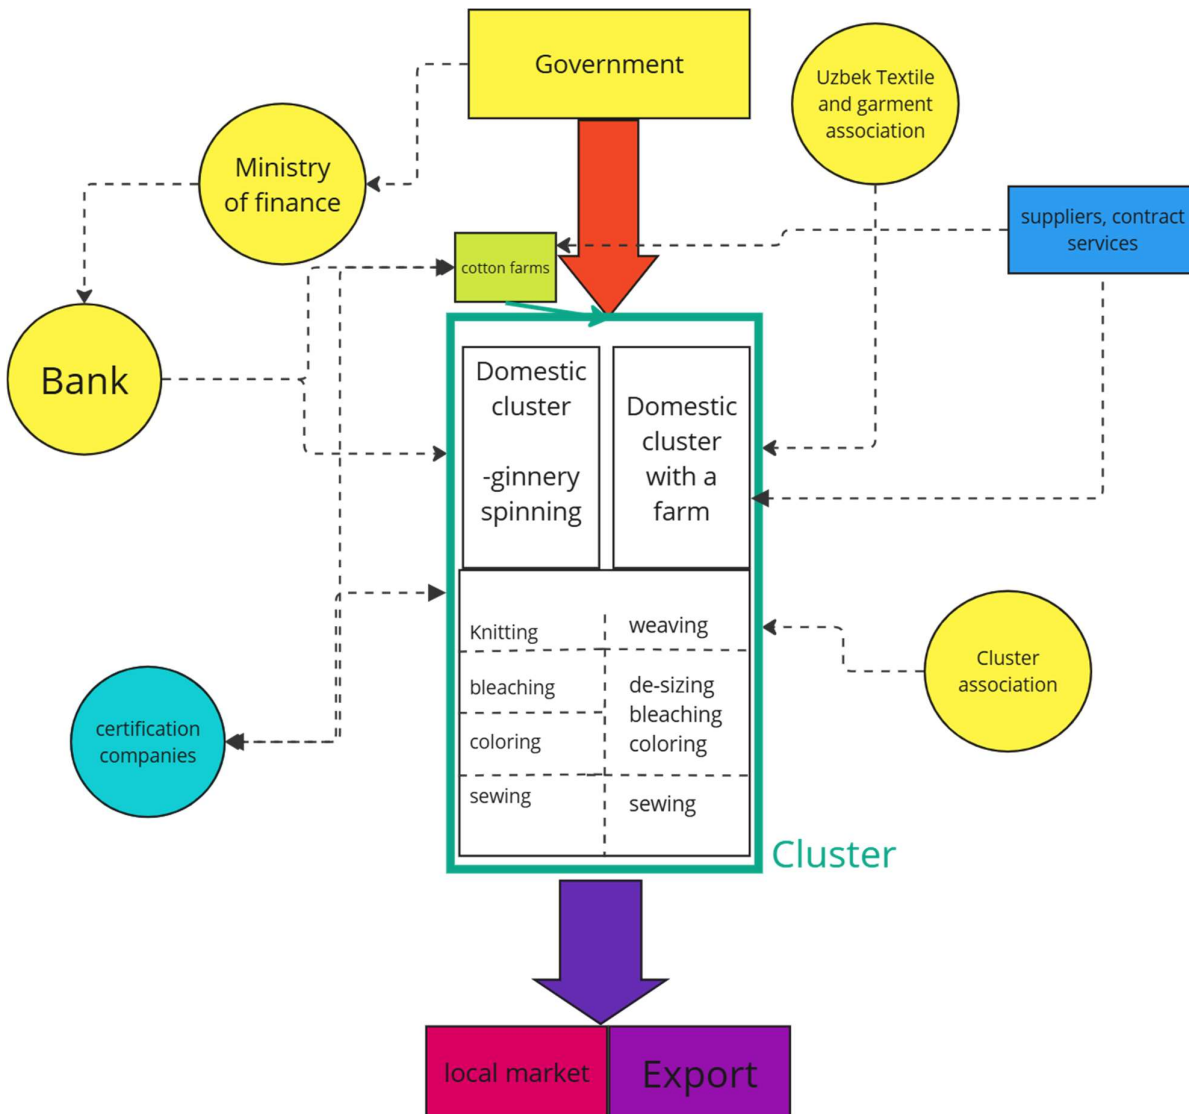 Government
Uzbek Textile
and garment
association
Ministry
of finance
suppliers, contract
services
cotton farms
Bank
Domestic
cluster
-ginnery
spinning
Domestic
cluster
with a
farm
Knitting
weaving
bleaching
de-sizing
bleaching
coloring
coloring
sewing
sewing
Cluster
association
certification
companies
Cluster
local market
Export